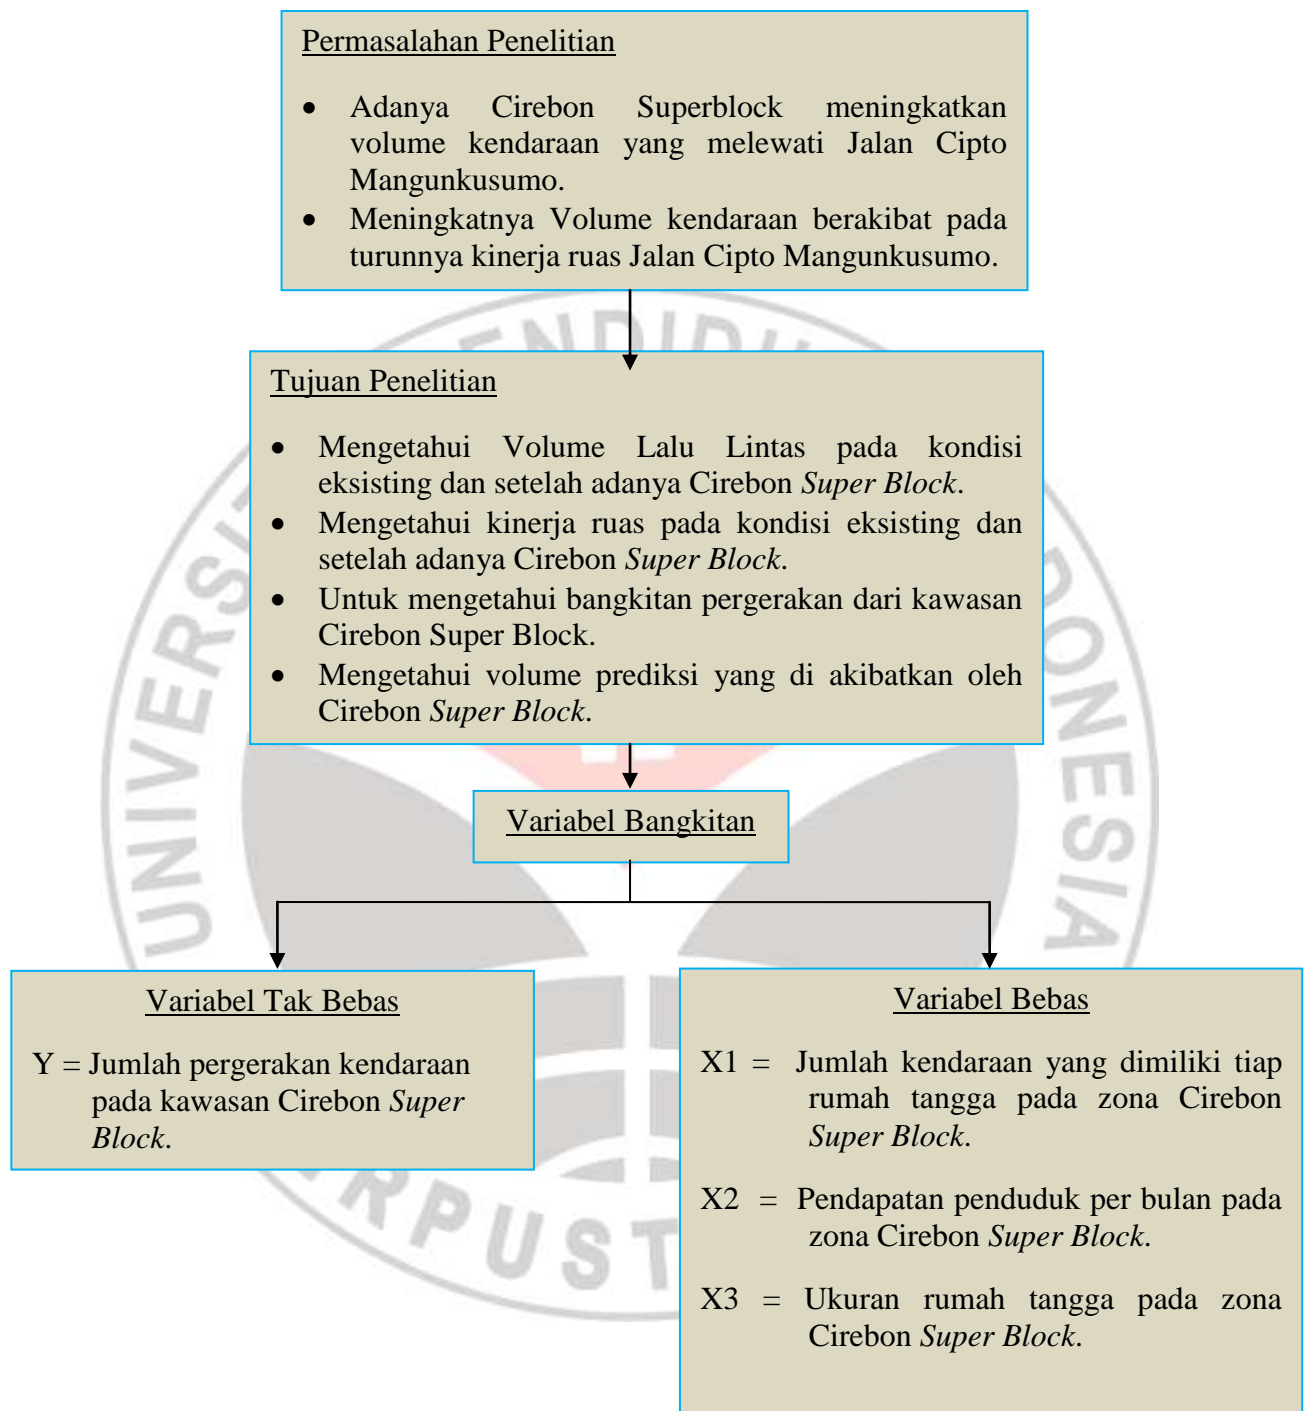 Permasalahan Penelitian
• Adanya Cirebon Superblock meningkatkan
volume kendaraan yang melewati Jalan Cipto
Mangunkusumo.
• Meningkatnya Volume kendaraan berakibat pada
turunnya kinerja ruas Jalan Cipto Mangunkusumo.
Tujuan Penelitian
• Mengetahui Volume Lalu Lintas pada kondisi
eksisting dan setelah adanya Cirebon Super Block.
• Mengetahui kinerja ruas pada kondisi eksisting dan
setelah adanya Cirebon Super Block.
• Untuk mengetahui bangkitan pergerakan dari kawasan
Cirebon Super Block.
• Mengetahui volume prediksi yang di akibatkan oleh
Cirebon Super Block.
Variabel Bangkitan
Variabel Tak Bebas
Y = Jumlah pergerakan kendaraan
pada kawasan Cirebon Super
Block.
Variabel Bebas
X1 = Jumlah kendaraan yang dimiliki tiap
rumah tangga pada zona Cirebon
Super Block.
X2 = Pendapatan penduduk per bulan pada
zona Cirebon Super Block.
X3 = Ukuran rumah tangga pada zona
Cirebon Super Block.